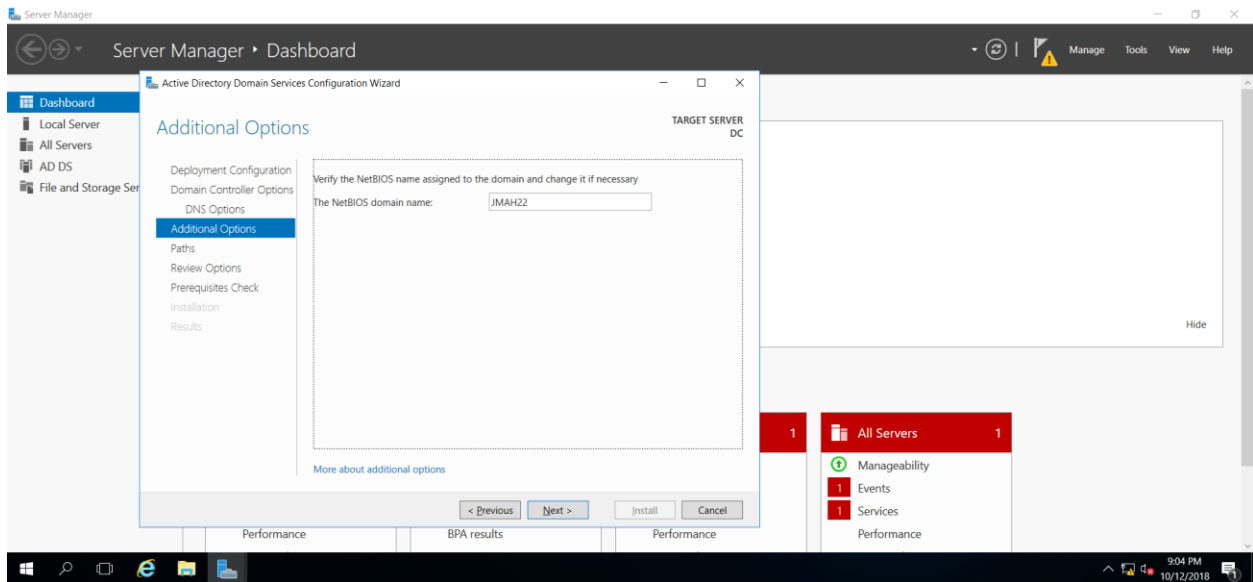 Server Manager
Server Manager ‣ Dashboard
Manage Tools View Help
Dashboard
Local Server
All Servers
AD DS
File and Storage Ser
Active Directory Domain Services Configuration Wizard
Additional Options
TARGET SERVER
DC
Deployment Configuration
Domain Controller Options
DNS Options
Additional Options
Paths
Review Options
Prerequisites Check
Installation
Results
Verify the NetBIOS name assigned to the domain and change it if necessary
The NetBIOS domain name: JMAH22
More about additional options
< Previous Next > Install Cancel
Hide
1
All Servers 1
Manageability
1 Events
1 Services
Performance
Performance BPA results Performance
9:04 PM
10/12/2018
1